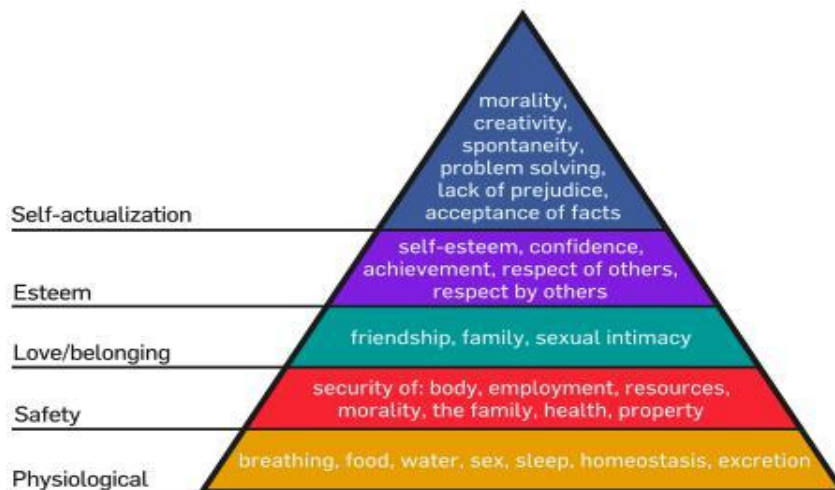 morality,
creativity,
spontaneity,
problem solving,
lack of prejudice,
acceptance of facts
Self-actualization
self-esteem, confidence,
achievement, respect of others,
respect by others
Esteem
friendship, family, sexual intimacy
Love/belonging
security of: body, employment, resources,
morality, the family, health, property
Safety
breathing, food, water, sex, sleep, homeostasis, excretion
Physiological